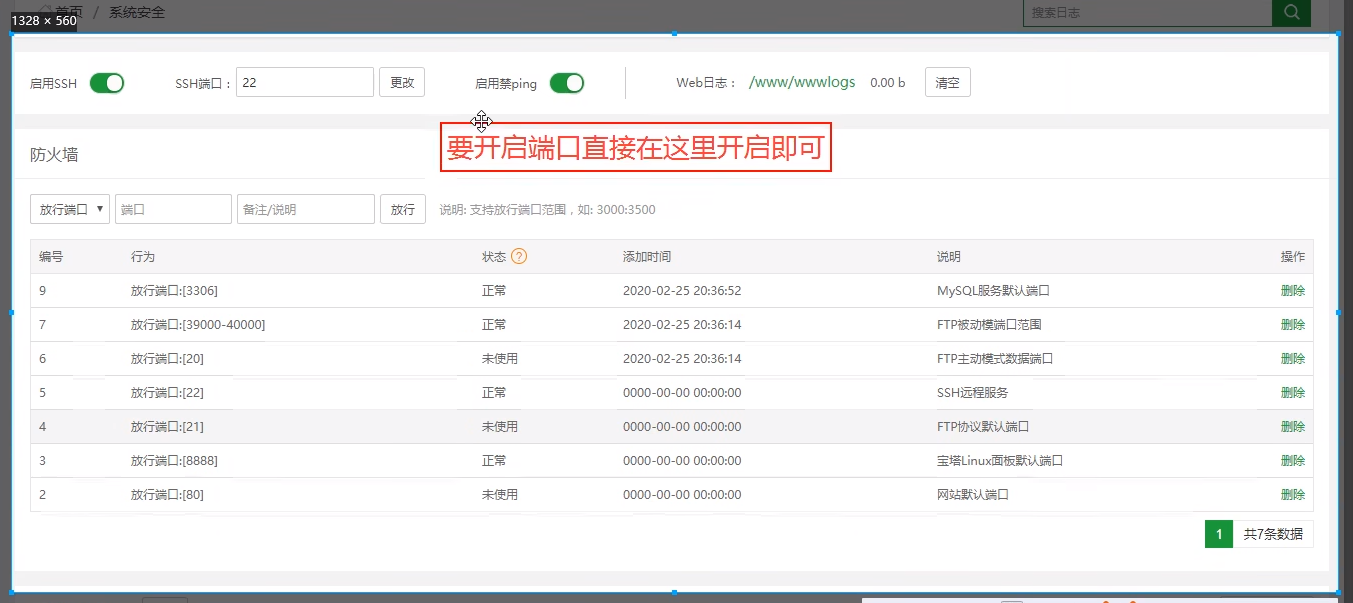 首页 / 系统安全
搜索日志
1328 × 560
启用SSH SSH端口： 22 更改 启用禁ping Web日志： /www/wwwlogs 0.00 b 清空
要开启端口直接在这里开启即可
防火墙
放行端口 ▼ 端口 备注/说明 放行 说明: 支持放行端口范围，如: 3000:3500
编号 行为 状态 ? 添加时间 说明 操作
9 放行端口:[3306] 正常 2020-02-25 20:36:52 MySQL服务默认端口 删除
7 放行端口:[39000-40000] 正常 2020-02-25 20:36:14 FTP被动模端口范围 删除
6 放行端口:[20] 未使用 2020-02-25 20:36:14 FTP主动模式数据端口 删除
5 放行端口:[22] 正常 0000-00-00 00:00:00 SSH远程服务 删除
4 放行端口:[21] 未使用 0000-00-00 00:00:00 FTP协议默认端口 删除
3 放行端口:[8888] 正常 0000-00-00 00:00:00 宝塔Linux面板默认端口 删除
2 放行端口:[80] 未使用 0000-00-00 00:00:00 网站默认端口 删除
1 共7条数据